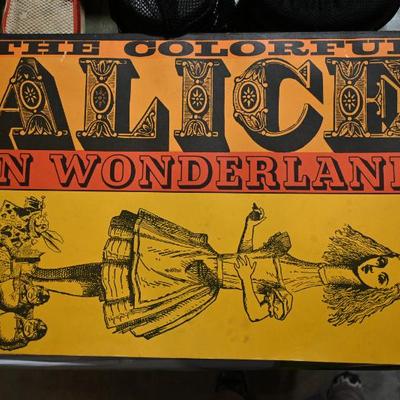 THE COLORFUL
ALICE
IN WONDERLAND